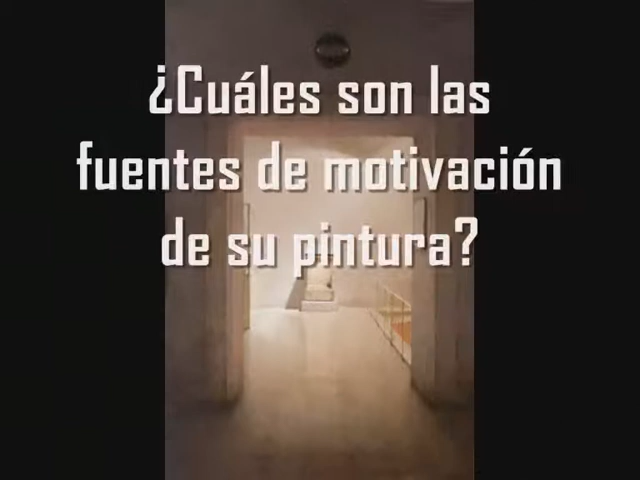 ¿Cuáles son las
fuentes de motivación
de su pintura?